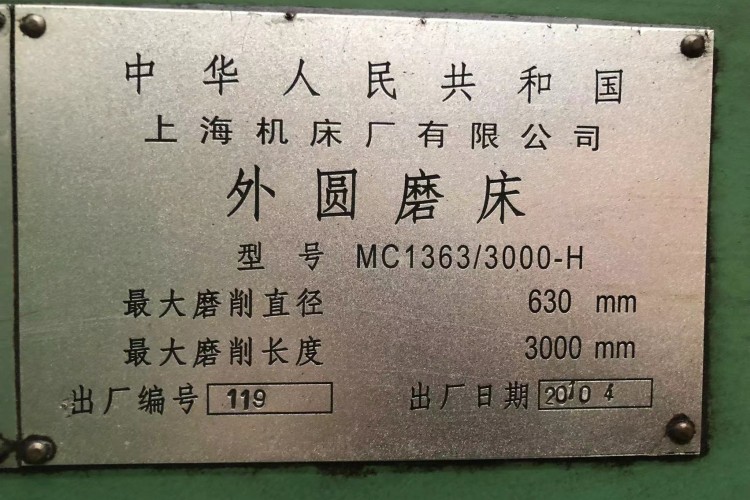 中华人民共和国
上海机床厂有限公司
外圆磨床
型号 MC1363/3000-H
最大磨削直径 630 mm
最大磨削长度 3000 mm
出厂编号 119 出厂日期 2010 4